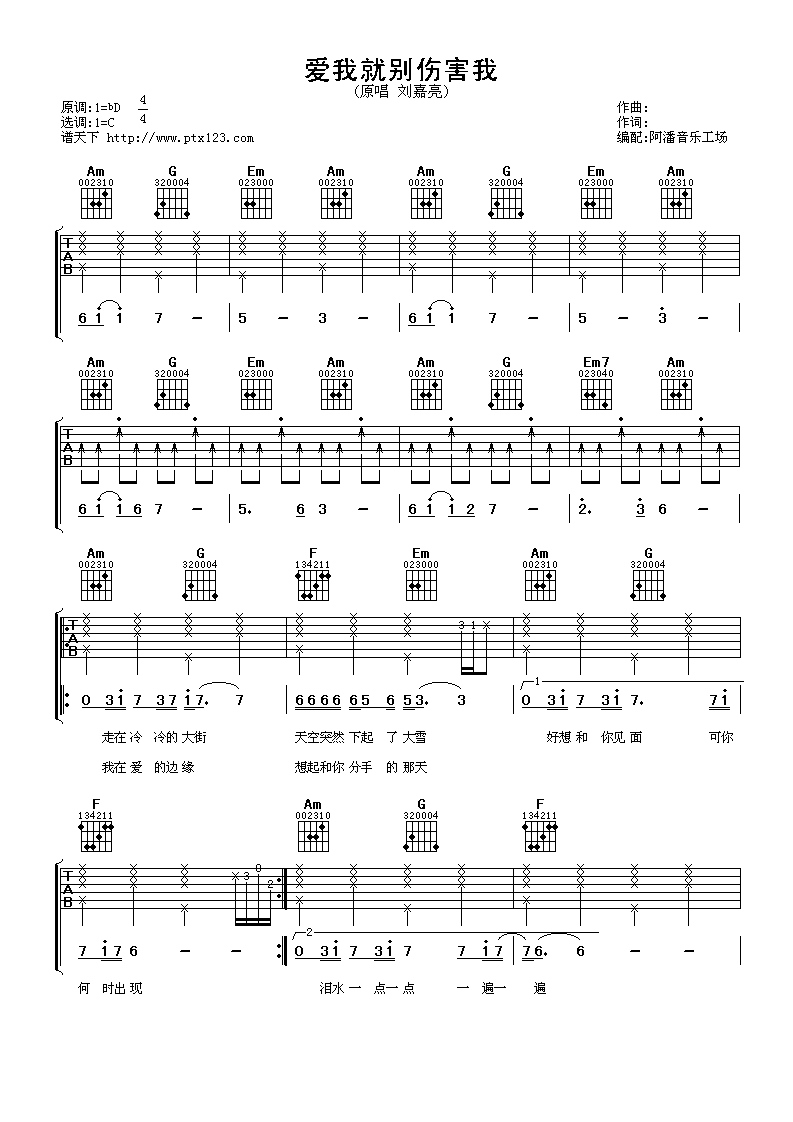 爱我就别伤害我
(原唱 刘嘉亮)
原调:1=bD 4/4
选调:1=C
谱天下 http://www.ptx123.com
作曲:
作词:
编配:阿潘音乐工场
Am G Em Am Am G Em Am
002310 320004 023000 002310 002310 320004 023000 002310
T
A
B
6 1 1 7 - 5 - 3 - 6 1 1 7 - 5 - 3 -
Am G Em Am Am G Em7 Am
002310 320004 023000 002310 002310 320004 023040 002310
T
A
B
6 1 1 6 7 - 5. 6 3 - 6 1 1 2 7 - 2. 3 6 -
Am G F Em Am G
002310 320004 134211 023000 002310 320004
T
A
B
3 1
1
0 3 1 7 3 7 1 7. 7 6 6 6 6 6 5 6 5 3. 3 0 3 1 7 3 1 7. 7 1
走在冷 冷的大街 天空突然 下起 了大雪 好想和 你见面 可你
我在爱 的边缘 想起和你 分手 的那天
F Am G F
134211 002310 320004 134211
T
A
B
3 0 2
2
7 1 7 6 - - 0 3 1 7 3 1 7 7 1 7 7 6. 6 -
何 时出现 泪水一 点一点 一 遍一 遍